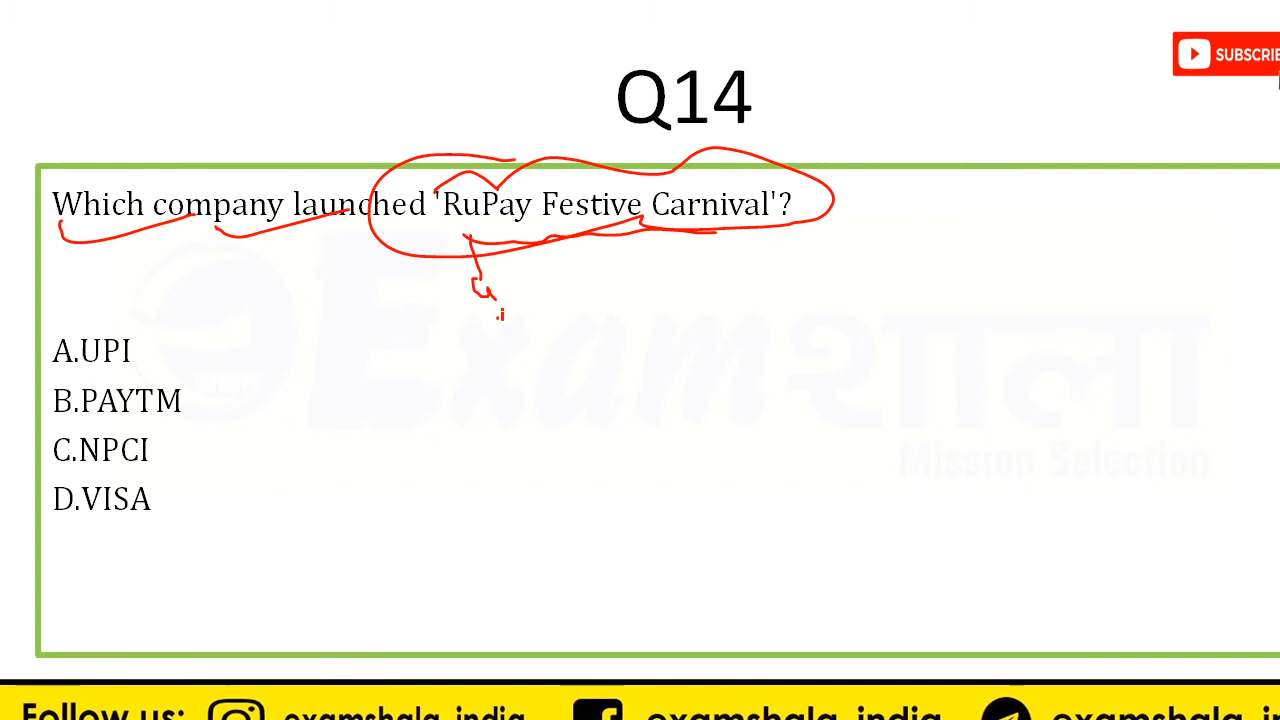 SUBSCRIBE
Q14
Which company launched 'RuPay Festive Carnival'?
A.UPI
B.PAYTM
C.NPCI
D.VISA
Examशाला
Mission Selection
Follow us: examshala_india examshala_india examshala_i